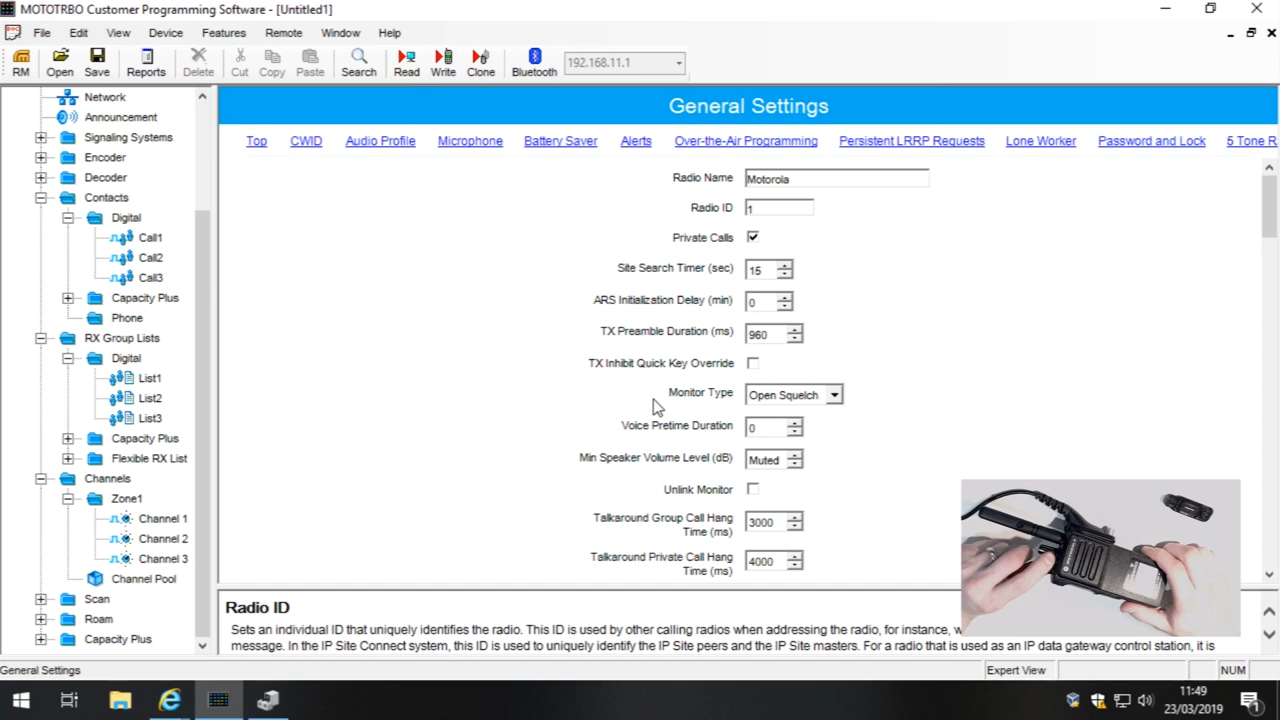 MOTOTRBO Customer Programming Software - [Untitled1]
File Edit View Device Features Remote Window Help
RM Open Save Reports Delete Cut Copy Paste Search Read Write Clone Bluetooth 192.168.11.1
Network
Announcement
Signaling Systems
Encoder
Decoder
Contacts
Digital
Call1
Call2
Call3
Capacity Plus
Phone
RX Group Lists
Digital
List1
List2
List3
Capacity Plus
Flexible RX List
Channels
Zone1
Channel 1
Channel 2
Channel 3
Channel Pool
Scan
Roam
Capacity Plus
General Settings
Top CWID Audio Profile Microphone Battery Saver Alerts Over-the-Air Programming Persistent LRRP Requests Lone Worker Password and Lock 5 Tone R
Radio Name Motorola
Radio ID 1
Private Calls
Site Search Timer (sec) 15
ARS Initialization Delay (min) 0
TX Preamble Duration (ms) 960
TX Inhibit Quick Key Override
Monitor Type Open Squelch
Voice Pretime Duration 0
Min Speaker Volume Level (dB) Muted
Unlink Monitor
Talkaround Group Call Hang
Time (ms) 3000
Talkaround Private Call Hang
Time (ms) 4000
Radio ID
Sets an individual ID that uniquely identifies the radio. This ID is used by other calling radios when addressing the radio, for instance, w
message. In the IP Site Connect system, this ID is used to uniquely identify the IP Site peers and the IP Site masters. For a radio that is used as an IP data gateway control station, it is
General Settings Expert View NUM
11:49
23/03/2019
1